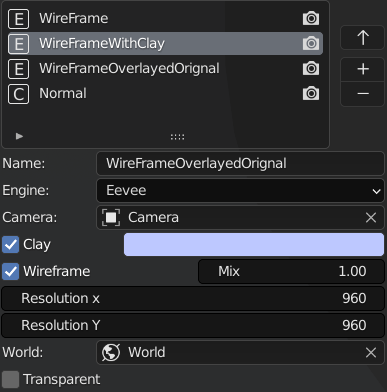 E WireFrame
E WireFrameWithClay
E WireFrameOverlayedOrignal
C Normal
Name: WireFrameOverlayedOrignal
Engine: Eevee
Camera: Camera
Clay
Wireframe Mix 1.00
Resolution x 960
Resolution Y 960
World: World
Transparent